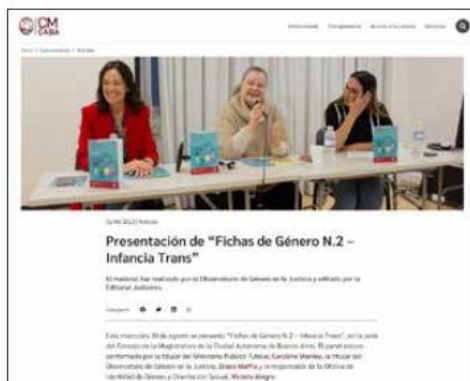 CM
CABA
Institucional Transparencia Acceso a la Justicia Servicios
Presentación de “Fichas de Género N.2 –
Infancia Trans”
El material fue realizado por el Observatorio de Género en la Justicia y editado por la
Editorial Jusbaires.
Compartir
Este miércoles 30 de agosto se presentó “Fichas de Género N.2 – Infancia Trans”, en la sede
del Consejo de la Magistratura de la Ciudad Autónoma de Buenos Aires. El panel estuvo
conformado por la titular del Ministerio Público Tutelar, Carolina Stanley, la titular del
Observatorio de Género en la Justicia, Diana Maffía y la responsable de la Oficina de
Identidad de Género y Orientación Sexual,